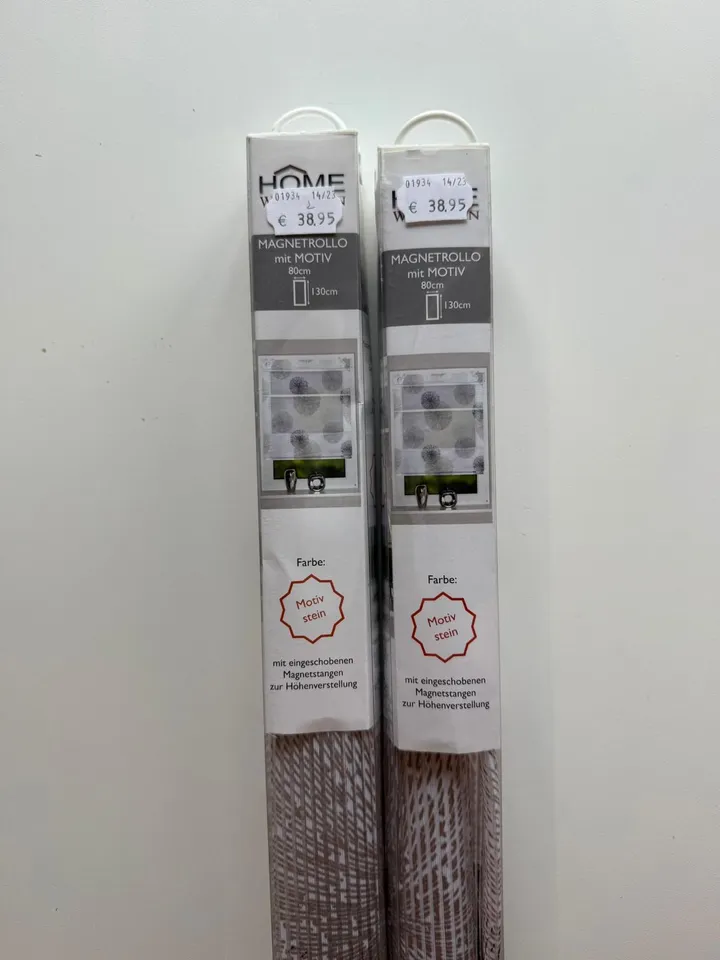 HOME
01934 14/23
€ 38,95
MAGNETROLLO
mit MOTIV
80cm
130cm
Farbe:
Motiv
stein
mit eingeschobenen
Magnetstangen
zur Höhenverstellung
01934 14/23
€ 38,95
MAGNETROLLO
mit MOTIV
80cm
130cm
Farbe:
Motiv
stein
mit eingeschobenen
Magnetstangen
zur Höhenverstellung